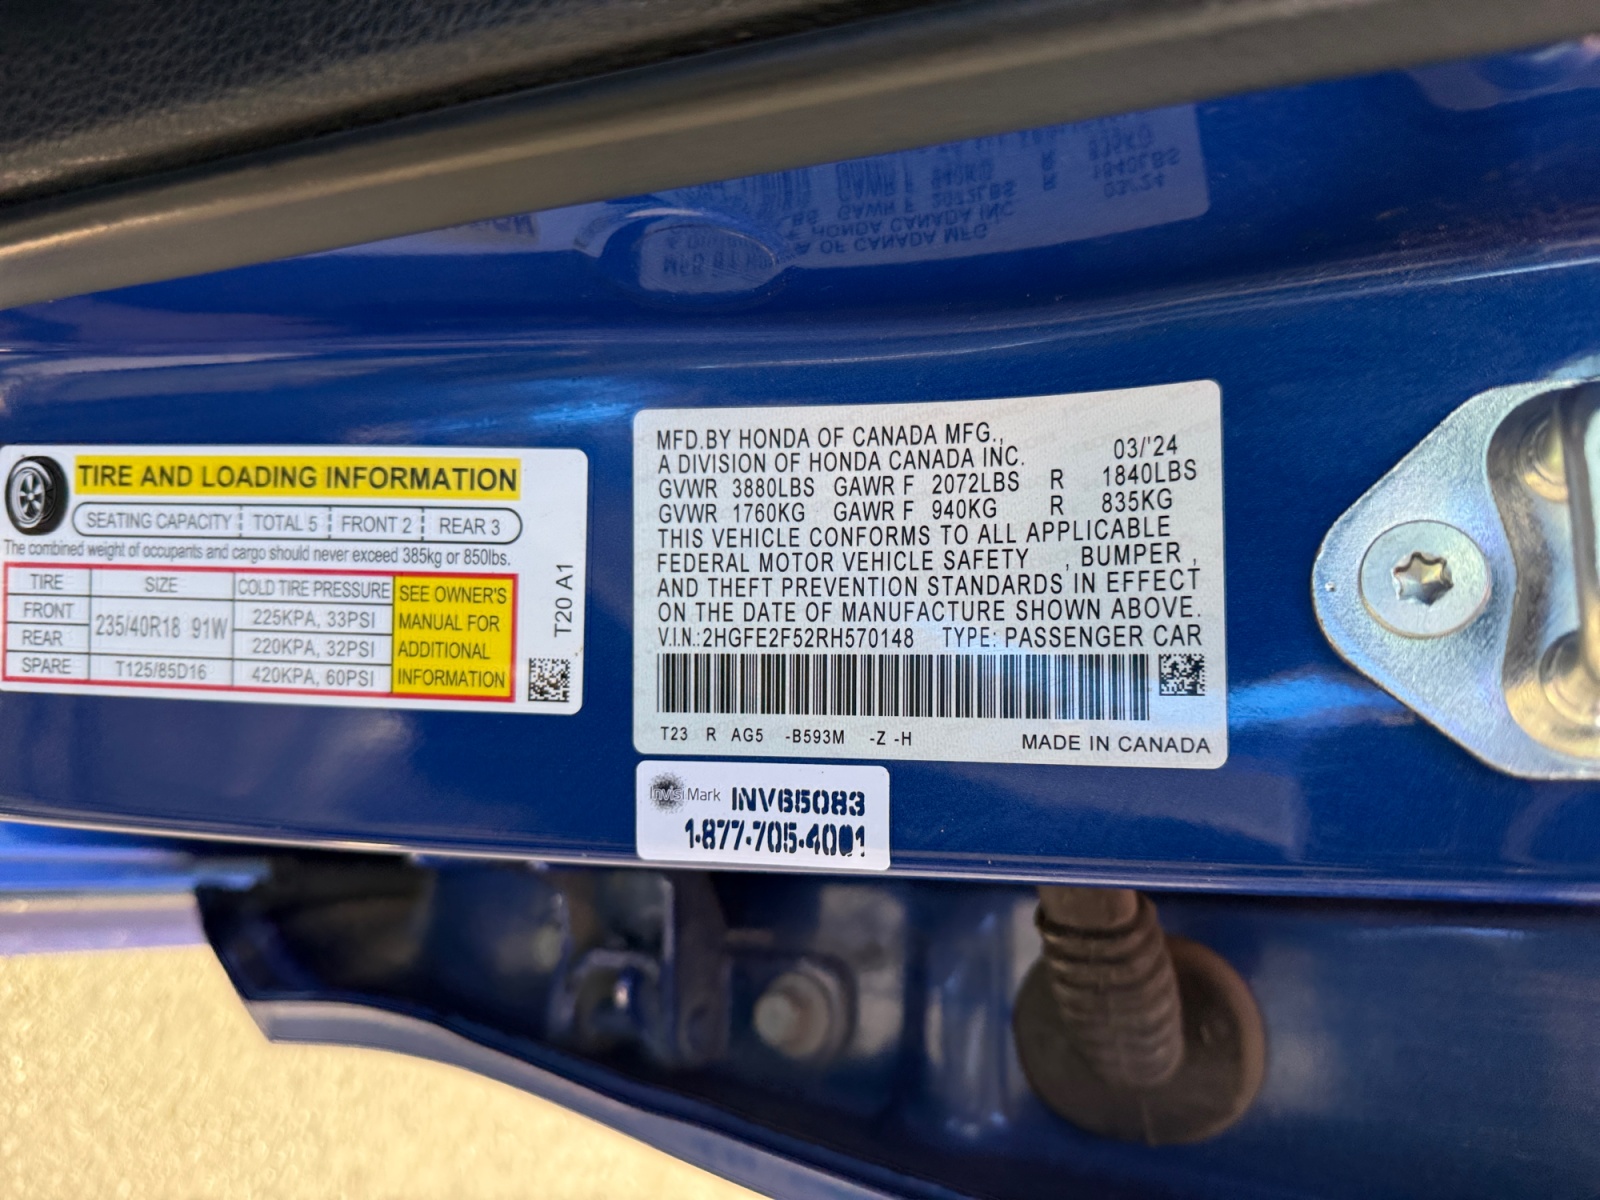 TIRE AND LOADING INFORMATION
SEATING CAPACITY TOTAL 5 FRONT 2 REAR 3
The combined weight of occupants and cargo should never exceed 385kg or 850lbs.
TIRE SIZE COLD TIRE PRESSURE
FRONT 235/40R18 91W 225KPA, 33PSI
REAR 220KPA, 32PSI
SPARE T125/85D16 420KPA, 60PSI
SEE OWNER'S
MANUAL FOR
ADDITIONAL
INFORMATION
T20 A1
MFD.BY HONDA OF CANADA MFG.,
A DIVISION OF HONDA CANADA INC. 03/'24
GVWR 3880LBS GAWR F 2072LBS R 1840LBS
GVWR 1760KG GAWR F 940KG R 835KG
THIS VEHICLE CONFORMS TO ALL APPLICABLE
FEDERAL MOTOR VEHICLE SAFETY , BUMPER ,
AND THEFT PREVENTION STANDARDS IN EFFECT
ON THE DATE OF MANUFACTURE SHOWN ABOVE.
V.I.N.:2HGFE2F52RH570148 TYPE: PASSENGER CAR
T23 R AG5 -B593M -Z -H
MADE IN CANADA
InvisiMark INV65083
1-877-705-4001